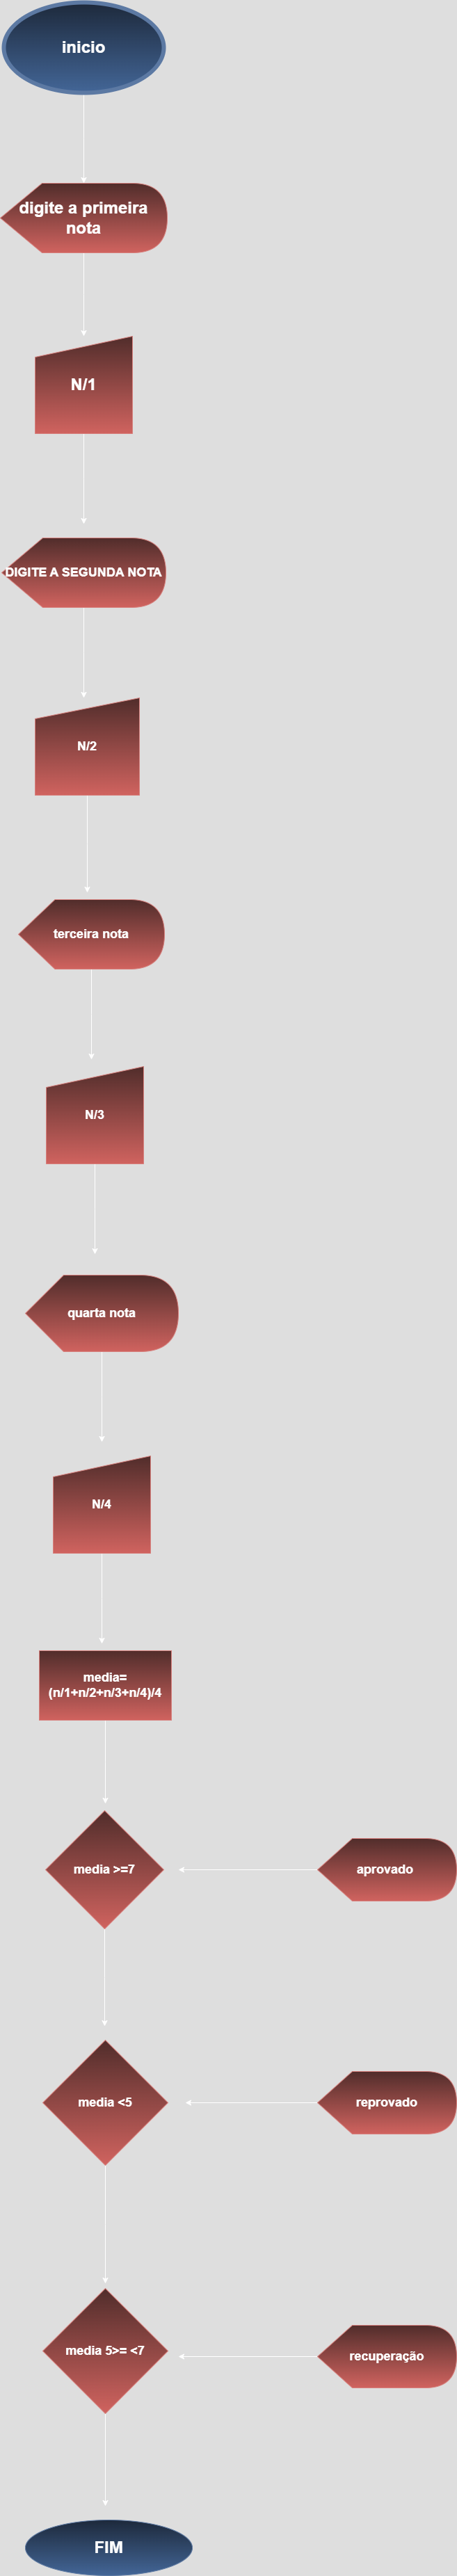 inicio
digite a primeira
nota
N/1
DIGITE A SEGUNDA NOTA
N/2
terceira nota
N/3
quarta nota
N/4
media=
(n/1+n/2+n/3+n/4)/4
media >=7
aprovado
media <5
reprovado
media 5>= <7
recuperação
FIM